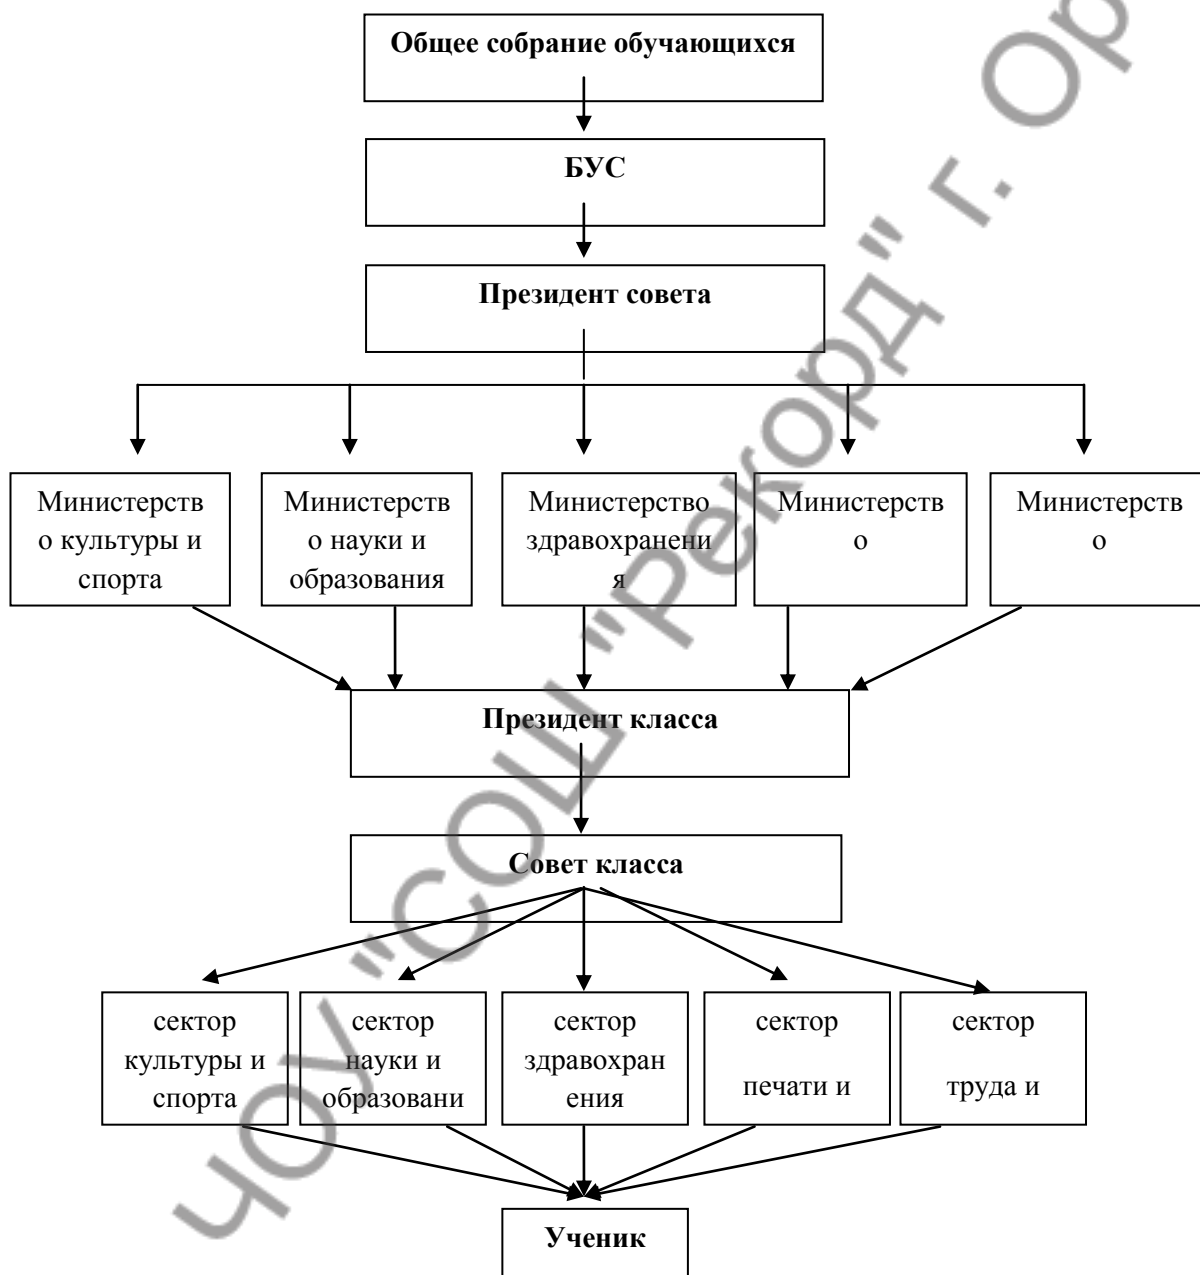 Общее собрание обучающихся
БУС
Президент совета
Министерств
о культуры и
спорта
Министерств
о науки и
образования
Министерство
здравохранени
я
Министерств
о
Министерств
о
Президент класса
Совет класса
сектор
культуры и
спорта
сектор
науки и
образовани
сектор
здравохран
ения
сектор
печати и
сектор
труда и
Ученик
ЧОУ "СОШ "Рекорд" г. Ор